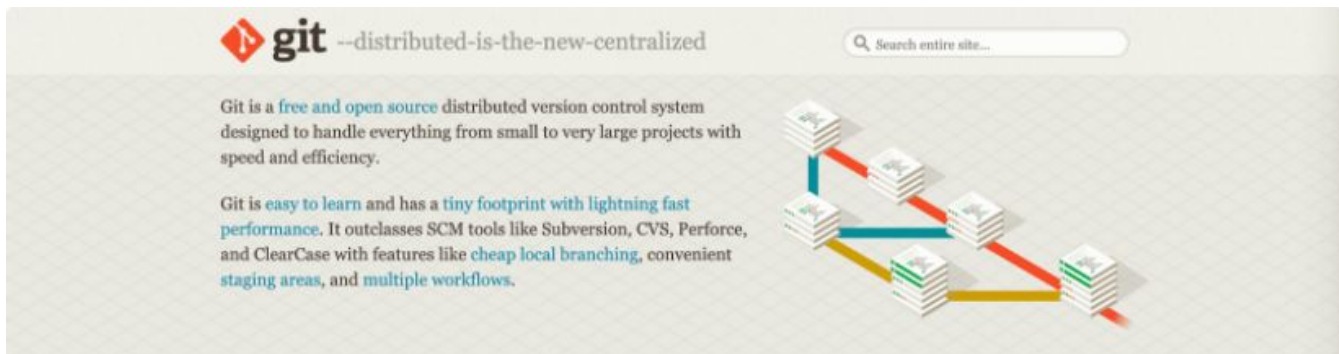 git --distributed-is-the-new-centralized
Search entire site...
Git is a free and open source distributed version control system
designed to handle everything from small to very large projects with
speed and efficiency.
Git is easy to learn and has a tiny footprint with lightning fast
performance. It outclasses SCM tools like Subversion, CVS, Perforce,
and ClearCase with features like cheap local branching, convenient
staging areas, and multiple workflows.